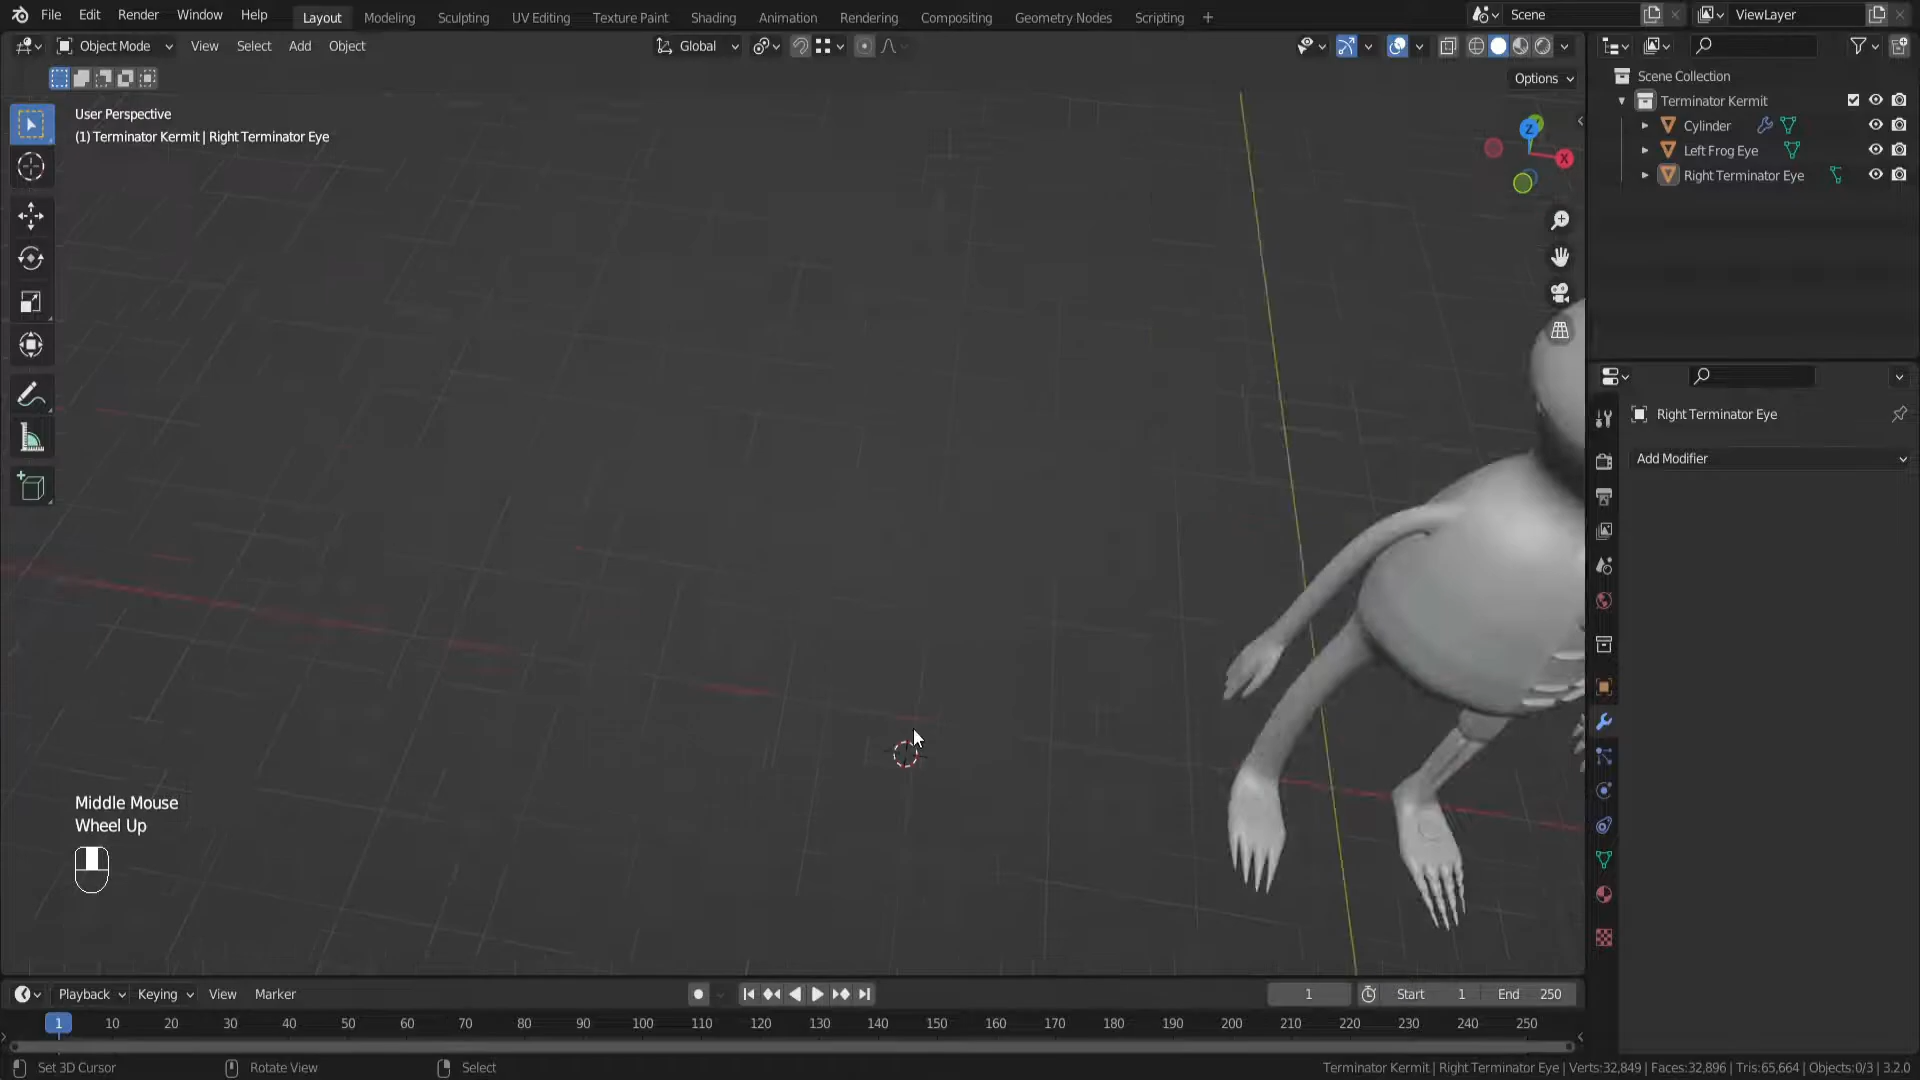 File Edit Render Window Help Layout Modeling Sculpting UV Editing Texture Paint Shading Animation Rendering Compositing Geometry Nodes Scripting + Scene ViewLayer
Object Mode View Select Add Object Global
Options
User Perspective
(1) Terminator Kermit | Right Terminator Eye
Z
X
Scene Collection
Terminator Kermit
Cylinder
Left Frog Eye
Right Terminator Eye
Right Terminator Eye
Add Modifier
Middle Mouse
Wheel Up
Playback Keying View Marker 1 Start 1 End 250
1 10 20 30 40 50 60 70 80 90 100 110 120 130 140 150 160 170 180 190 200 210 220 230 240 250
Set 3D Cursor Rotate View Select Terminator Kermit | Right Terminator Eye | Verts:32,849 | Faces:32,896 | Tris:65,664 | Objects:0/3 | 3.2.0